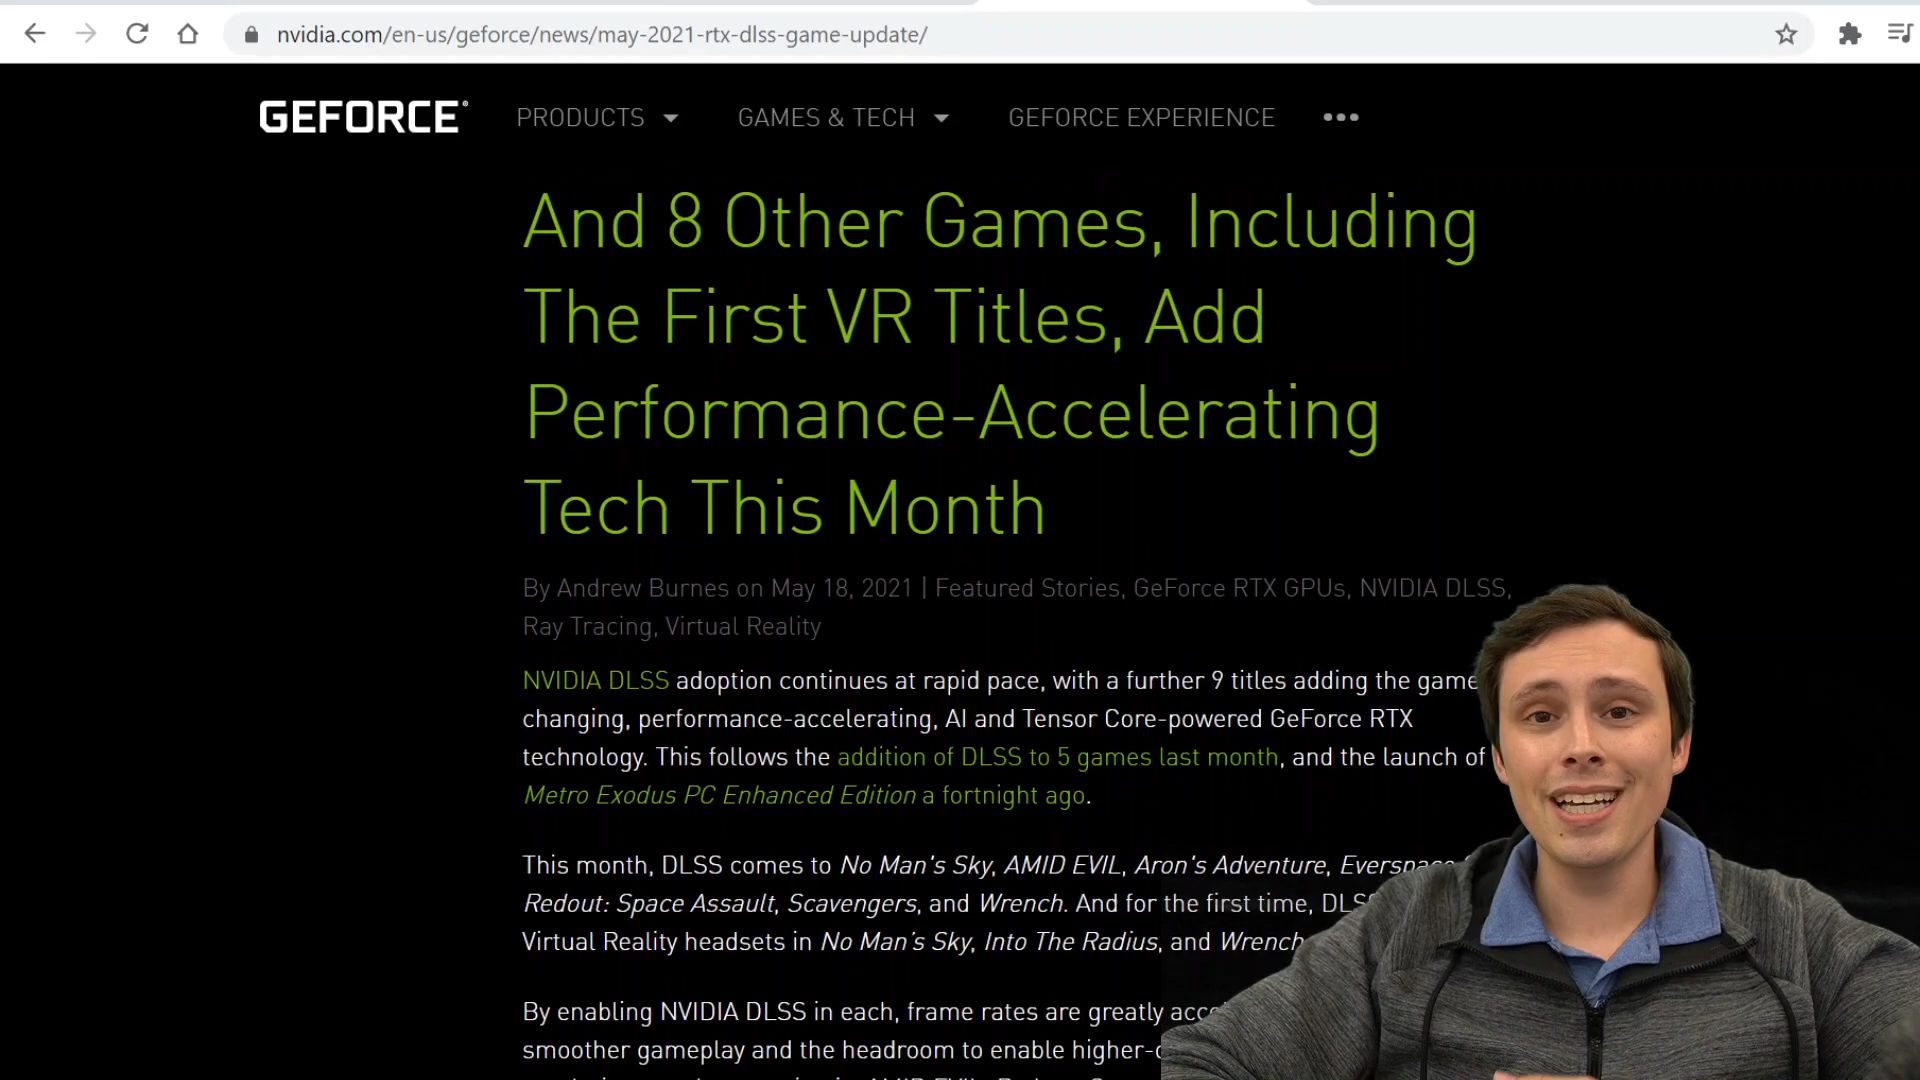 nvidia.com/en-us/geforce/news/may-2021-rtx-dlss-game-update/
GEFORCE PRODUCTS GAMES & TECH GEFORCE EXPERIENCE
And 8 Other Games, Including
The First VR Titles, Add
Performance-Accelerating
Tech This Month
By Andrew Burnes on May 18, 2021 | Featured Stories, GeForce RTX GPUs, NVIDIA DLSS,
Ray Tracing, Virtual Reality
NVIDIA DLSS adoption continues at rapid pace, with a further 9 titles adding the game
changing, performance-accelerating, AI and Tensor Core-powered GeForce RTX
technology. This follows the addition of DLSS to 5 games last month, and the launch of
Metro Exodus PC Enhanced Edition a fortnight ago.
This month, DLSS comes to No Man's Sky, AMID EVIL, Aron's Adventure, Everspace
Redout: Space Assault, Scavengers, and Wrench. And for the first time, DLSS
Virtual Reality headsets in No Man's Sky, Into The Radius, and Wrench
By enabling NVIDIA DLSS in each, frame rates are greatly
smoother gameplay and the headroom to enable